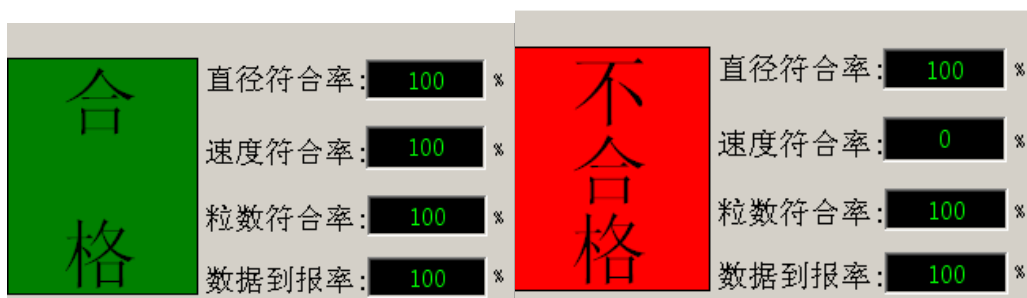 合格
直径符合率: 100 %
速度符合率: 100 %
粒数符合率: 100 %
数据到报率: 100 %
不合格
直径符合率: 100 %
速度符合率: 0 %
粒数符合率: 100 %
数据到报率: 100 %